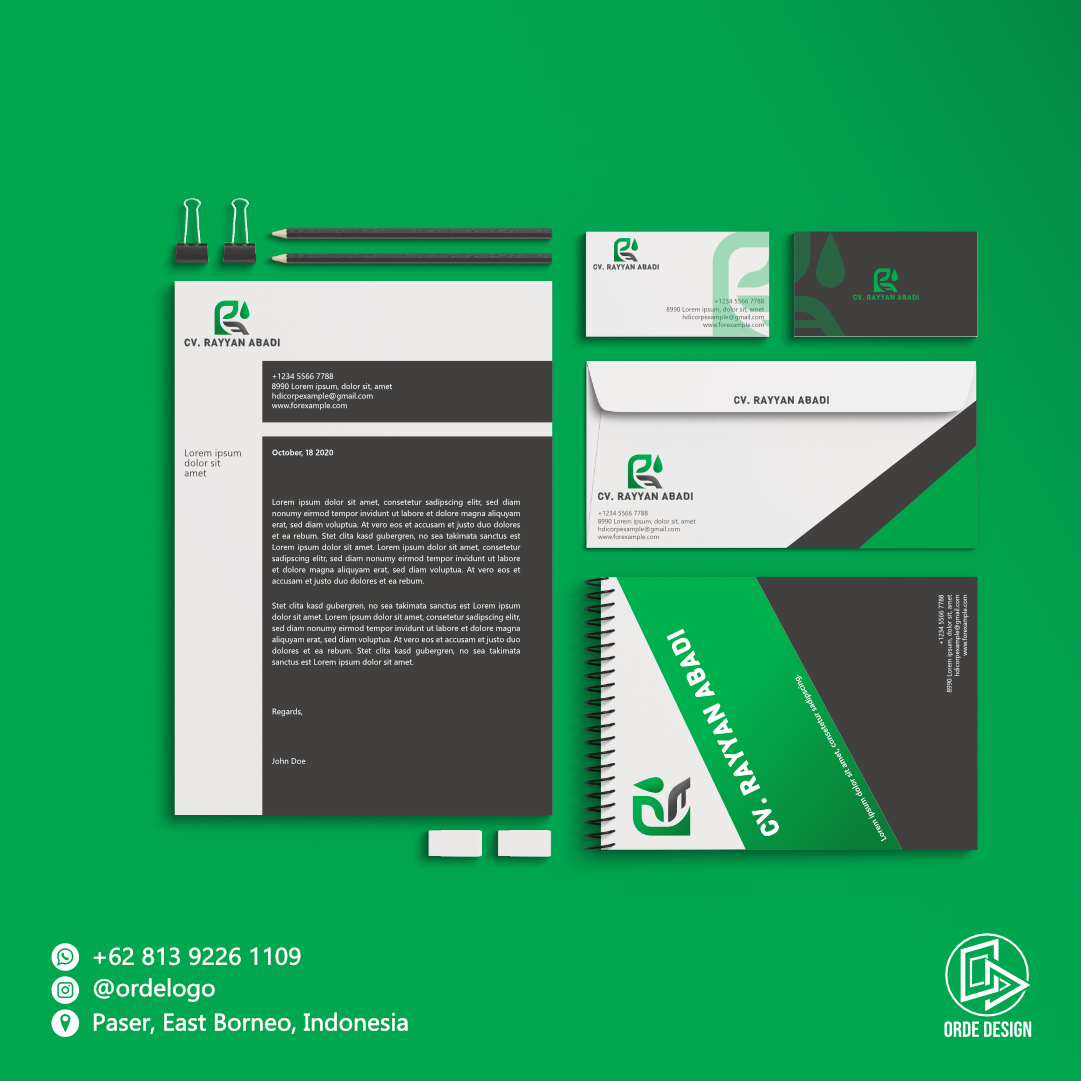 CV. RAYYAN ABADI
+1234 5566 7788
8990 Lorem ipsum, dolor sit, amet
hdicorpexample@gmail.com
www.forexample.com
Lorem ipsum
dolor sit
amet
October, 18 2020
Lorem ipsum dolor sit amet, consetetur sadipscing elitr, sed diam
nonumy eirmod tempor invidunt ut labore et dolore magna aliquyam
erat, sed diam voluptua. At vero eos et accusam et justo duo dolores
et ea rebum. Stet clita kasd gubergren, no sea takimata sanctus est
Lorem ipsum dolor sit amet. Lorem ipsum dolor sit amet, consetetur
sadipscing elitr, sed diam nonumy eirmod tempor invidunt ut labore
et dolore magna aliquyam erat, sed diam voluptua. At vero eos et
accusam et justo duo dolores et ea rebum.
Stet clita kasd gubergren, no sea takimata sanctus est Lorem ipsum
dolor sit amet. Lorem ipsum dolor sit amet, consetetur sadipscing elitr,
sed diam nonumy eirmod tempor invidunt ut labore et dolore magna
aliquyam erat, sed diam voluptua. At vero eos et accusam et justo duo
dolores et ea rebum. Stet clita kasd gubergren, no sea takimata
sanctus est Lorem ipsum dolor sit amet.
Regards,
John Doe
CV. RAYYAN ABADI
+1234 5566 7788
8990 Lorem ipsum, dolor sit, amet
hdicorpexample@gmail.com
www.forexample.com
CV. RAYYAN ABADI
CV. RAYYAN ABADI
CV. RAYYAN ABADI
+1234 5566 7788
8990 Lorem ipsum, dolor sit, amet
hdicorpexample@gmail.com
www.forexample.com
CV. RAYYAN ABADI
Lorem ipsum dolor sit amet, consetetur sadipscing.
+1234 5566 7788
8990 Lorem ipsum, dolor sit, amet
hdicorpexample@gmail.com
www.forexample.com
+62 813 9226 1109
@ordelogo
Paser, East Borneo, Indonesia
ORDE DESIGN